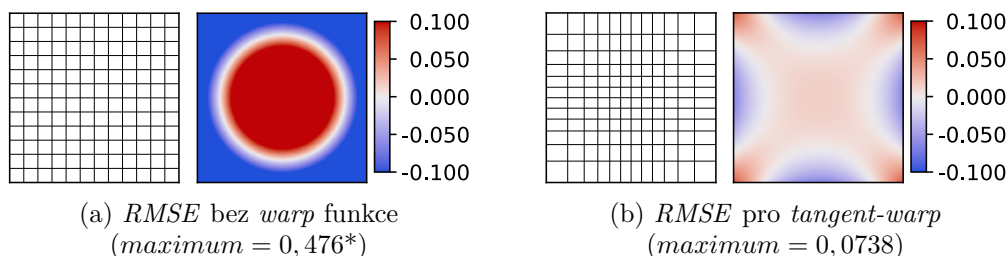 0.100
0.050
0.000
-0.050
-0.100
0.100
0.050
0.000
-0.050
-0.100
(a) RMSE bez warp funkce
(maximum = 0, 476*)
(b) RMSE pro tangent-warp
(maximum = 0, 0738)